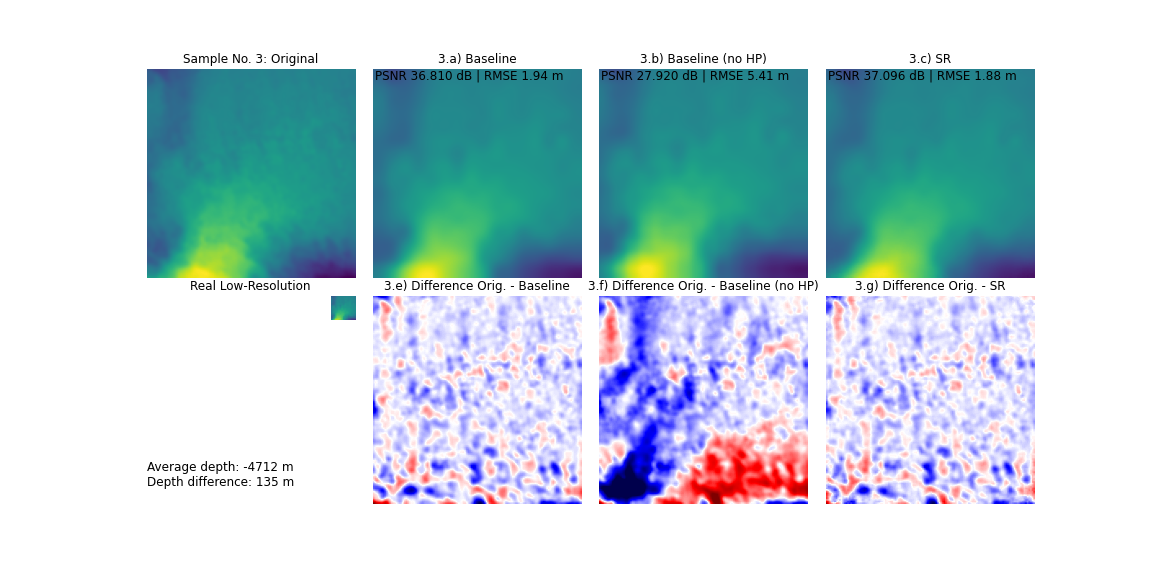 Sample No. 3: Original
3.a) Baseline
3.b) Baseline (no HP)
3.c) SR
PSNR 36.810 dB | RMSE 1.94 m
PSNR 27.920 dB | RMSE 5.41 m
PSNR 37.096 dB | RMSE 1.88 m
Real Low-Resolution
3.e) Difference Orig. - Baseline
3.f) Difference Orig. - Baseline (no HP)
3.g) Difference Orig. - SR
Average depth: -4712 m
Depth difference: 135 m